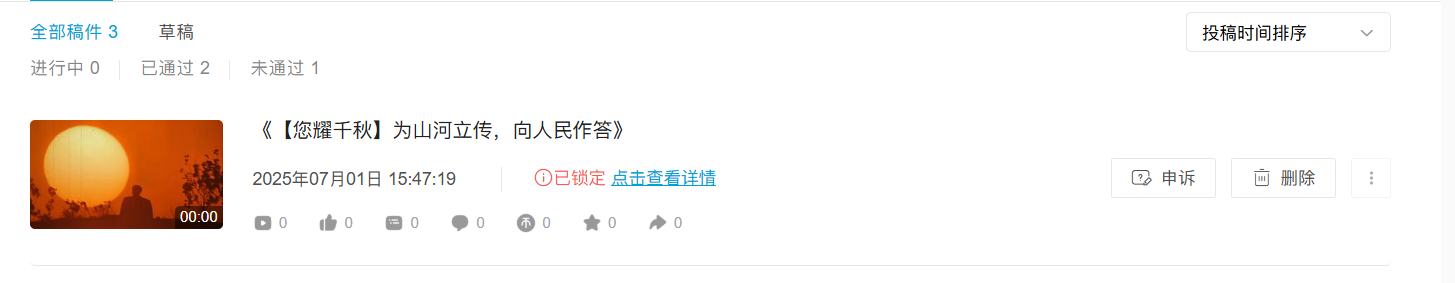 全部稿件 3 草稿
投稿时间排序
进行中 0 已通过 2 未通过 1
《【您耀千秋】为山河立传，向人民作答》
00:00
2025年07月01日 15:47:19 已锁定 点击查看详情
申诉 删除
0 0 0 0 0 0 0